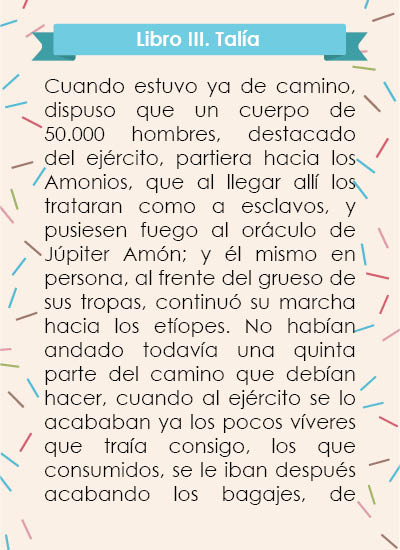 Libro III. Talía
Cuando estuvo ya de camino,
dispuso que un cuerpo de
50.000 hombres, destacado
del ejército, partiera hacia los
Amonios, que al llegar allí los
trataran como a esclavos, y
pusiesen fuego al oráculo de
Júpiter Amón; y él mismo en
persona, al frente del grueso de
sus tropas, continuó su marcha
hacia los etíopes. No habían
andado todavía una quinta
parte del camino que debían
hacer, cuando al ejército se lo
acababan ya los pocos víveres
que traía consigo, los que
consumidos, se le iban después
acabando los bagajes, de